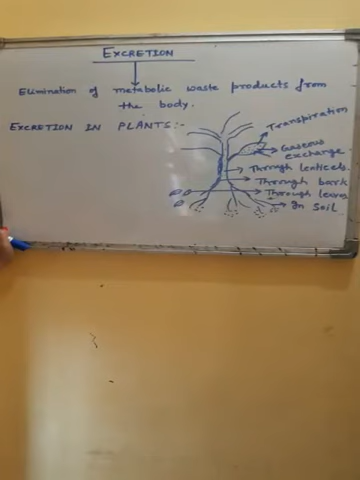 EXCRETION
Elimination of metabolic waste products from
the body.
EXCRETION IN PLANTS:-
Transpiration
Gaseous
exchange
Through lenticels
Through bark
Through leaves
In soil